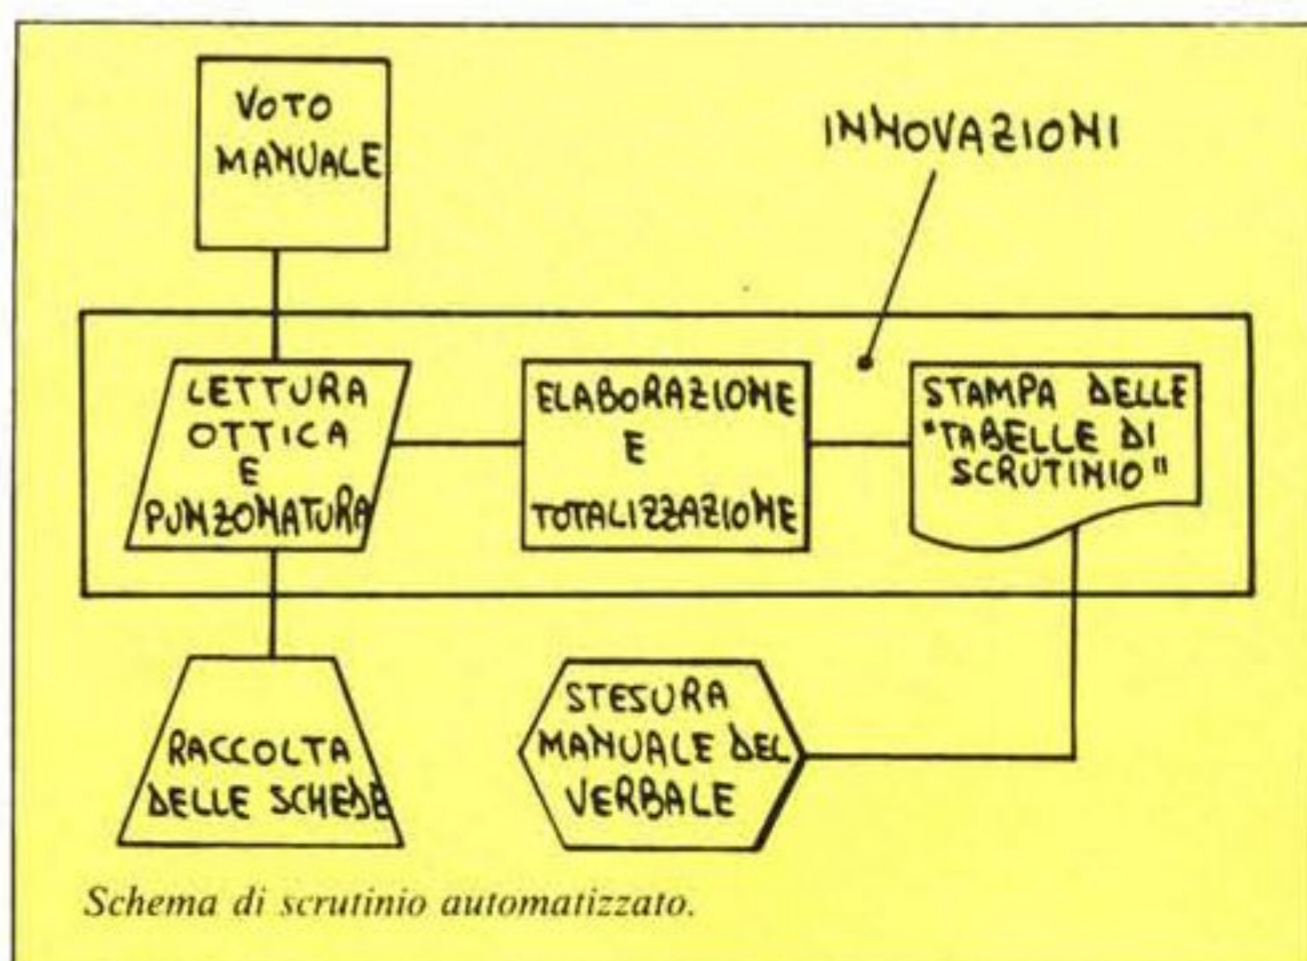 VOTO
MANUALE
INNOVAZIONI
LETTURA
OTTICA
E
PUNZONATURA
ELABORAZIONE
E
TOTALIZZAZIONE
STAMPA DELLE
"TABELLE DI
SCRUTINIO"
RACCOLTA
DELLE SCHEDE
STESURA
MANUALE DEL
VERBALE
Schema di scrutinio automatizzato.